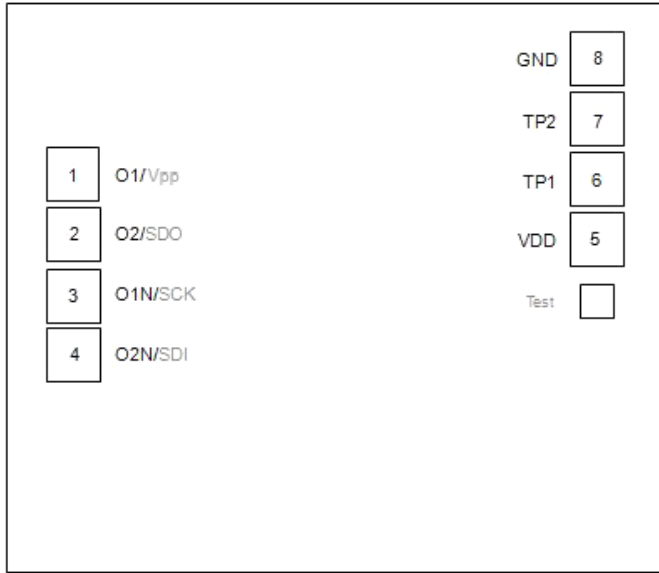 GND 8
TP2 7
1 O1/Vpp
TP1 6
2 O2/SDO
VDD 5
3 O1N/SCK
Test
4 O2N/SDI